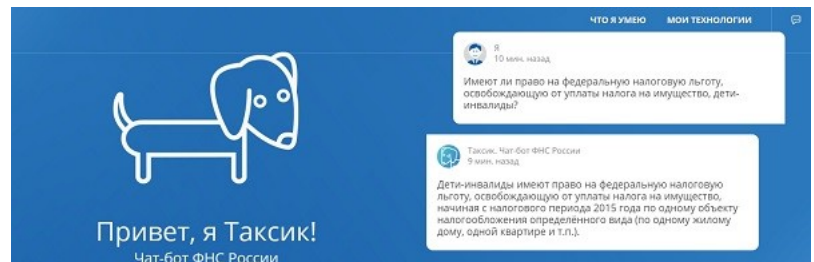 ЧТО Я УМЕЮ МОИ ТЕХНОЛОГИИ
Я
10 мин. назад
Имеют ли право на федеральную налоговую льготу,
освобождающую от уплаты налога на имущество, дети-
инвалиды?
Таксик. Чат-бот ФНС России
9 мин. назад
Дети-инвалиды имеют право на федеральную налоговую
льготу, освобождающую от уплаты налога на имущество,
начиная с налогового периода 2015 года по одному объекту
налогообложения определённого вида (по одному жилому
дому, одной квартире и т.п.).
Привет, я Таксик!
Чат-бот ФНС России